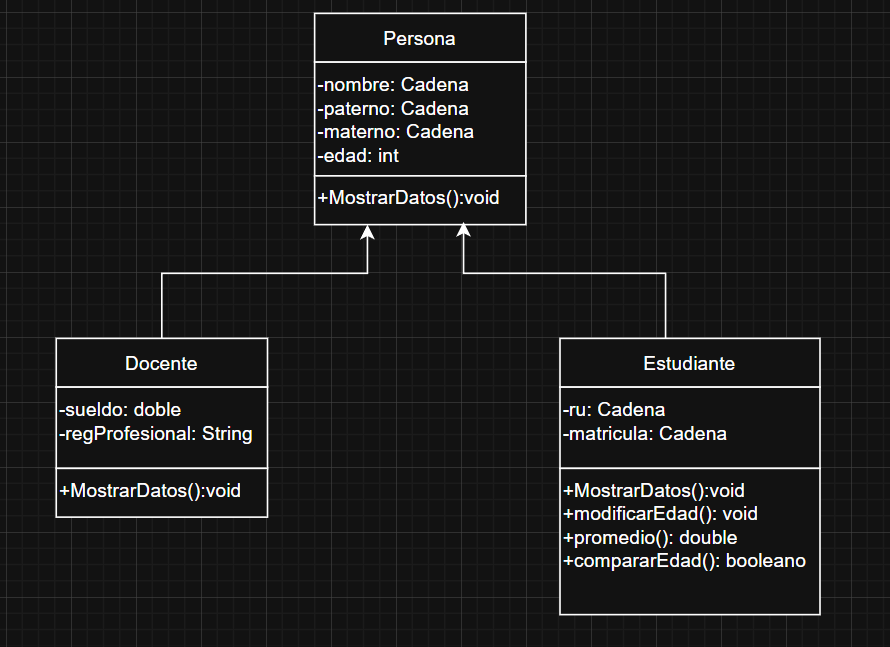 Persona
-nombre: Cadena
-paterno: Cadena
-materno: Cadena
-edad: int
+MostrarDatos():void
Docente
-sueldo: doble
-regProfesional: String
+MostrarDatos():void
Estudiante
-ru: Cadena
-matricula: Cadena
+MostrarDatos():void
+modificarEdad(): void
+promedio(): double
+compararEdad(): booleano